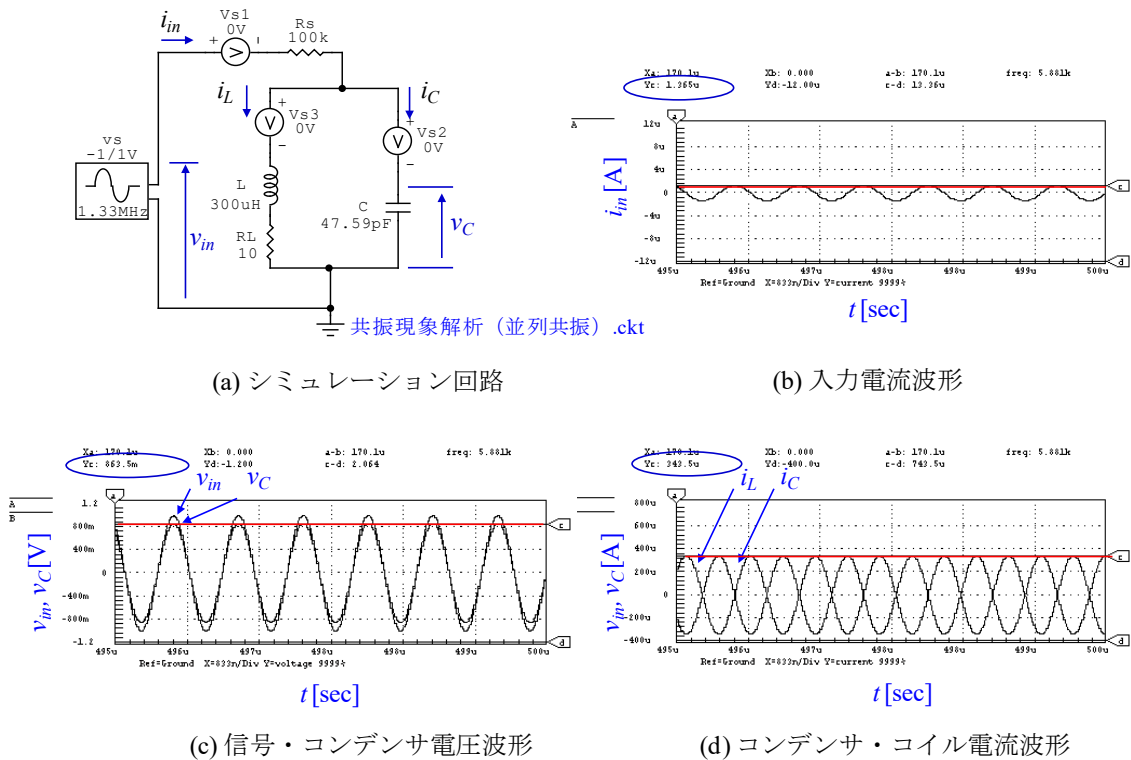 i_in
Vs1
0V
+
-
Rs
100k
i_L
i_C
+
Vs3
0V
-
+
Vs2
0V
-
vs
-1/1V
1.33MHz
v_in
L
300uH
RL
10
C
47.59pF
v_C
共振現象解析（並列共振）.ckt
(a) シミュレーション回路
Xa: 170.1u Xb: 0.000 a-b: 170.1u freq: 5.881k
Yc: 1.365u Yd:-12.00u c-d: 13.36u
A
a
12u
8u
4u
0
-4u
-8u
-12u
c
d
i_in [A]
495u 496u 497u 498u 498u 499u 500u
Ref=Ground X=833n/Div Y=current 9999%
t [sec]
(b) 入力電流波形
Xa: 170.1u Xb: 0.000 a-b: 170.1u freq: 5.881k
Yc: 863.5m Yd:-1.200 c-d: 2.064
v_in v_C
A
B
a
1.2
800m
400m
0
-400m
-800m
-1.2
c
d
v_in, v_C [V]
495u 496u 497u 498u 498u 499u 500u
Ref=Ground X=833n/Div Y=voltage 9999%
t [sec]
(c) 信号・コンデンサ電圧波形
Xa: 170.1u Xb: 0.000 a-b: 170.1u freq: 5.881k
Yc: 343.5u Yd:-400.0u c-d: 743.5u
i_L i_C
a
800u
600u
400u
200u
0
-200u
-400u
c
d
v_in, v_C [A]
495u 496u 497u 498u 498u 499u 500u
Ref=Ground X=833n/Div Y=current 9999%
t [sec]
(d) コンデンサ・コイル電流波形